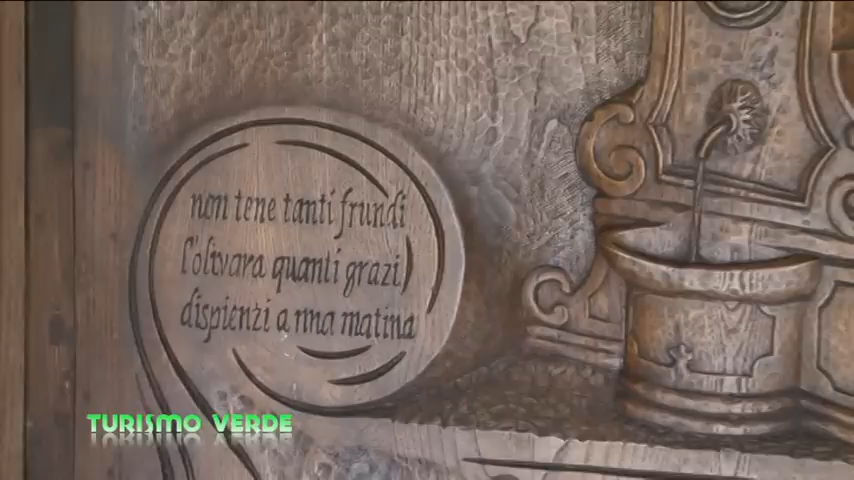 non tene tanti frundi
l'olivara quanti grazi
dispienzi a nna matina
TURISMO VERDE